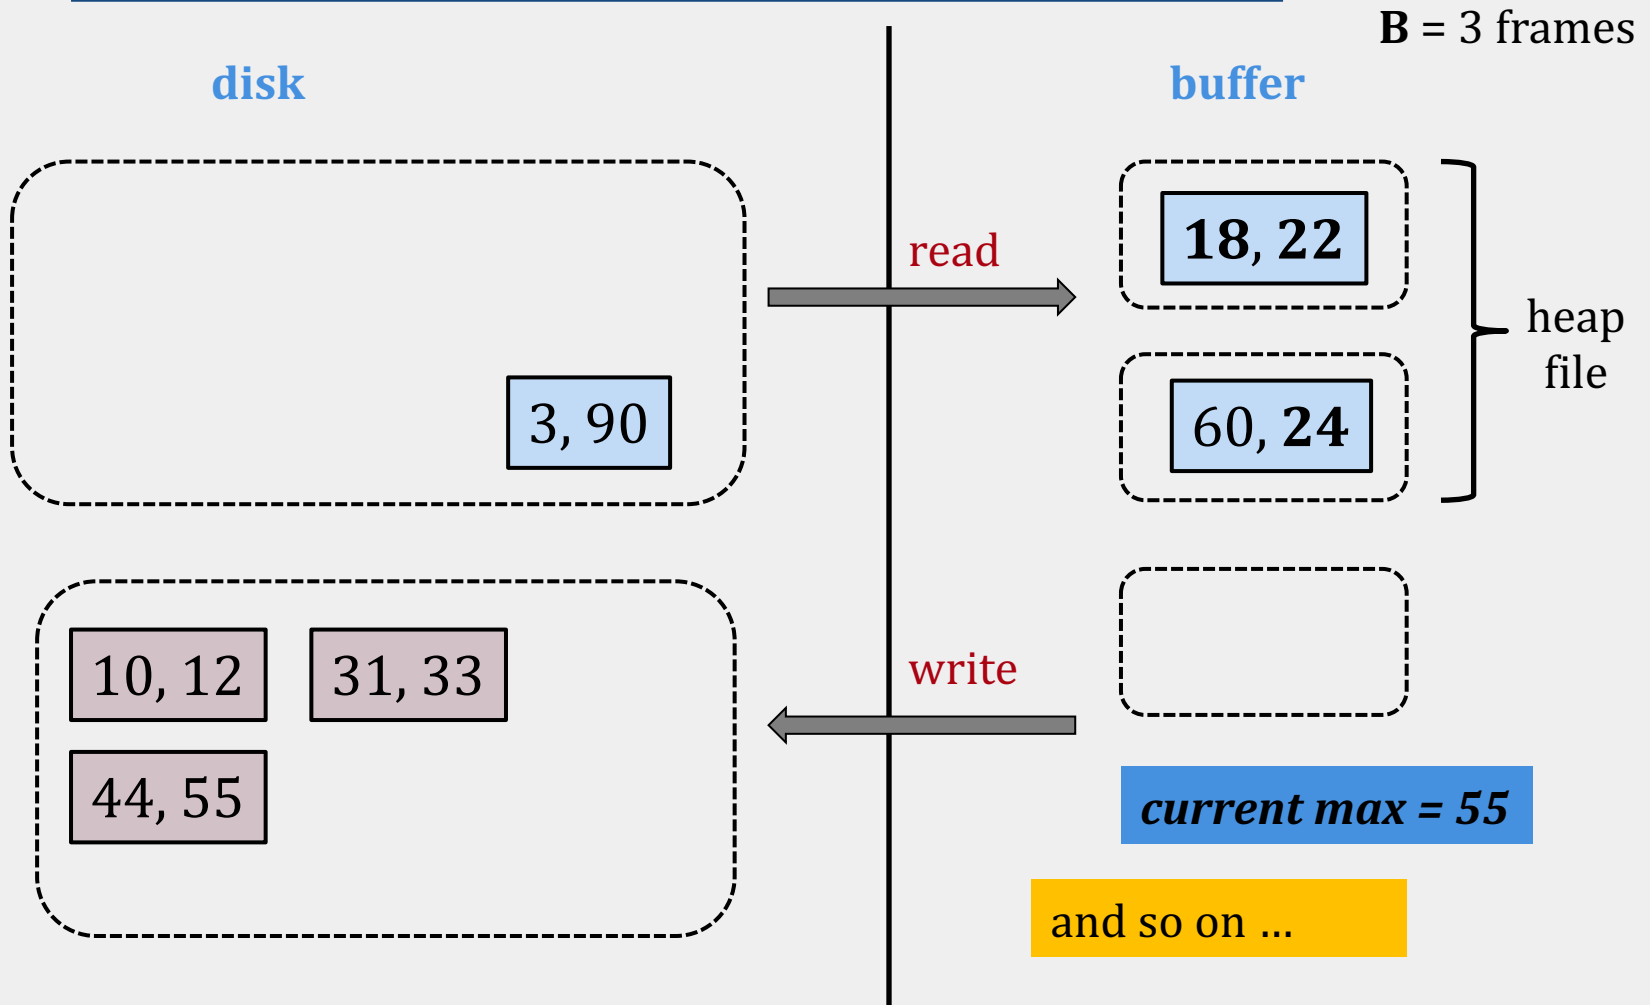 B = 3 frames
disk
buffer
18, 22
read
heap
file
3, 90
60, 24
10, 12
31, 33
write
44, 55
current max = 55
and so on ...